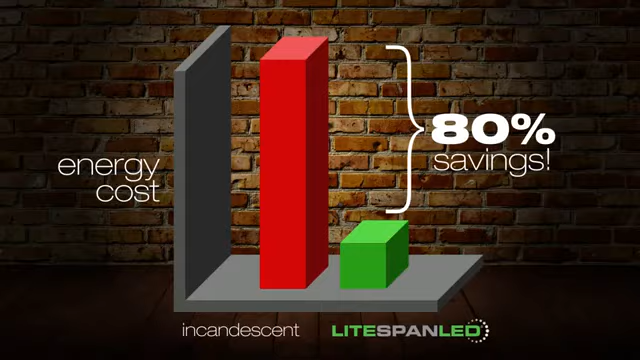 energy
cost
80%
savings!
incandescent
LITESPANLED